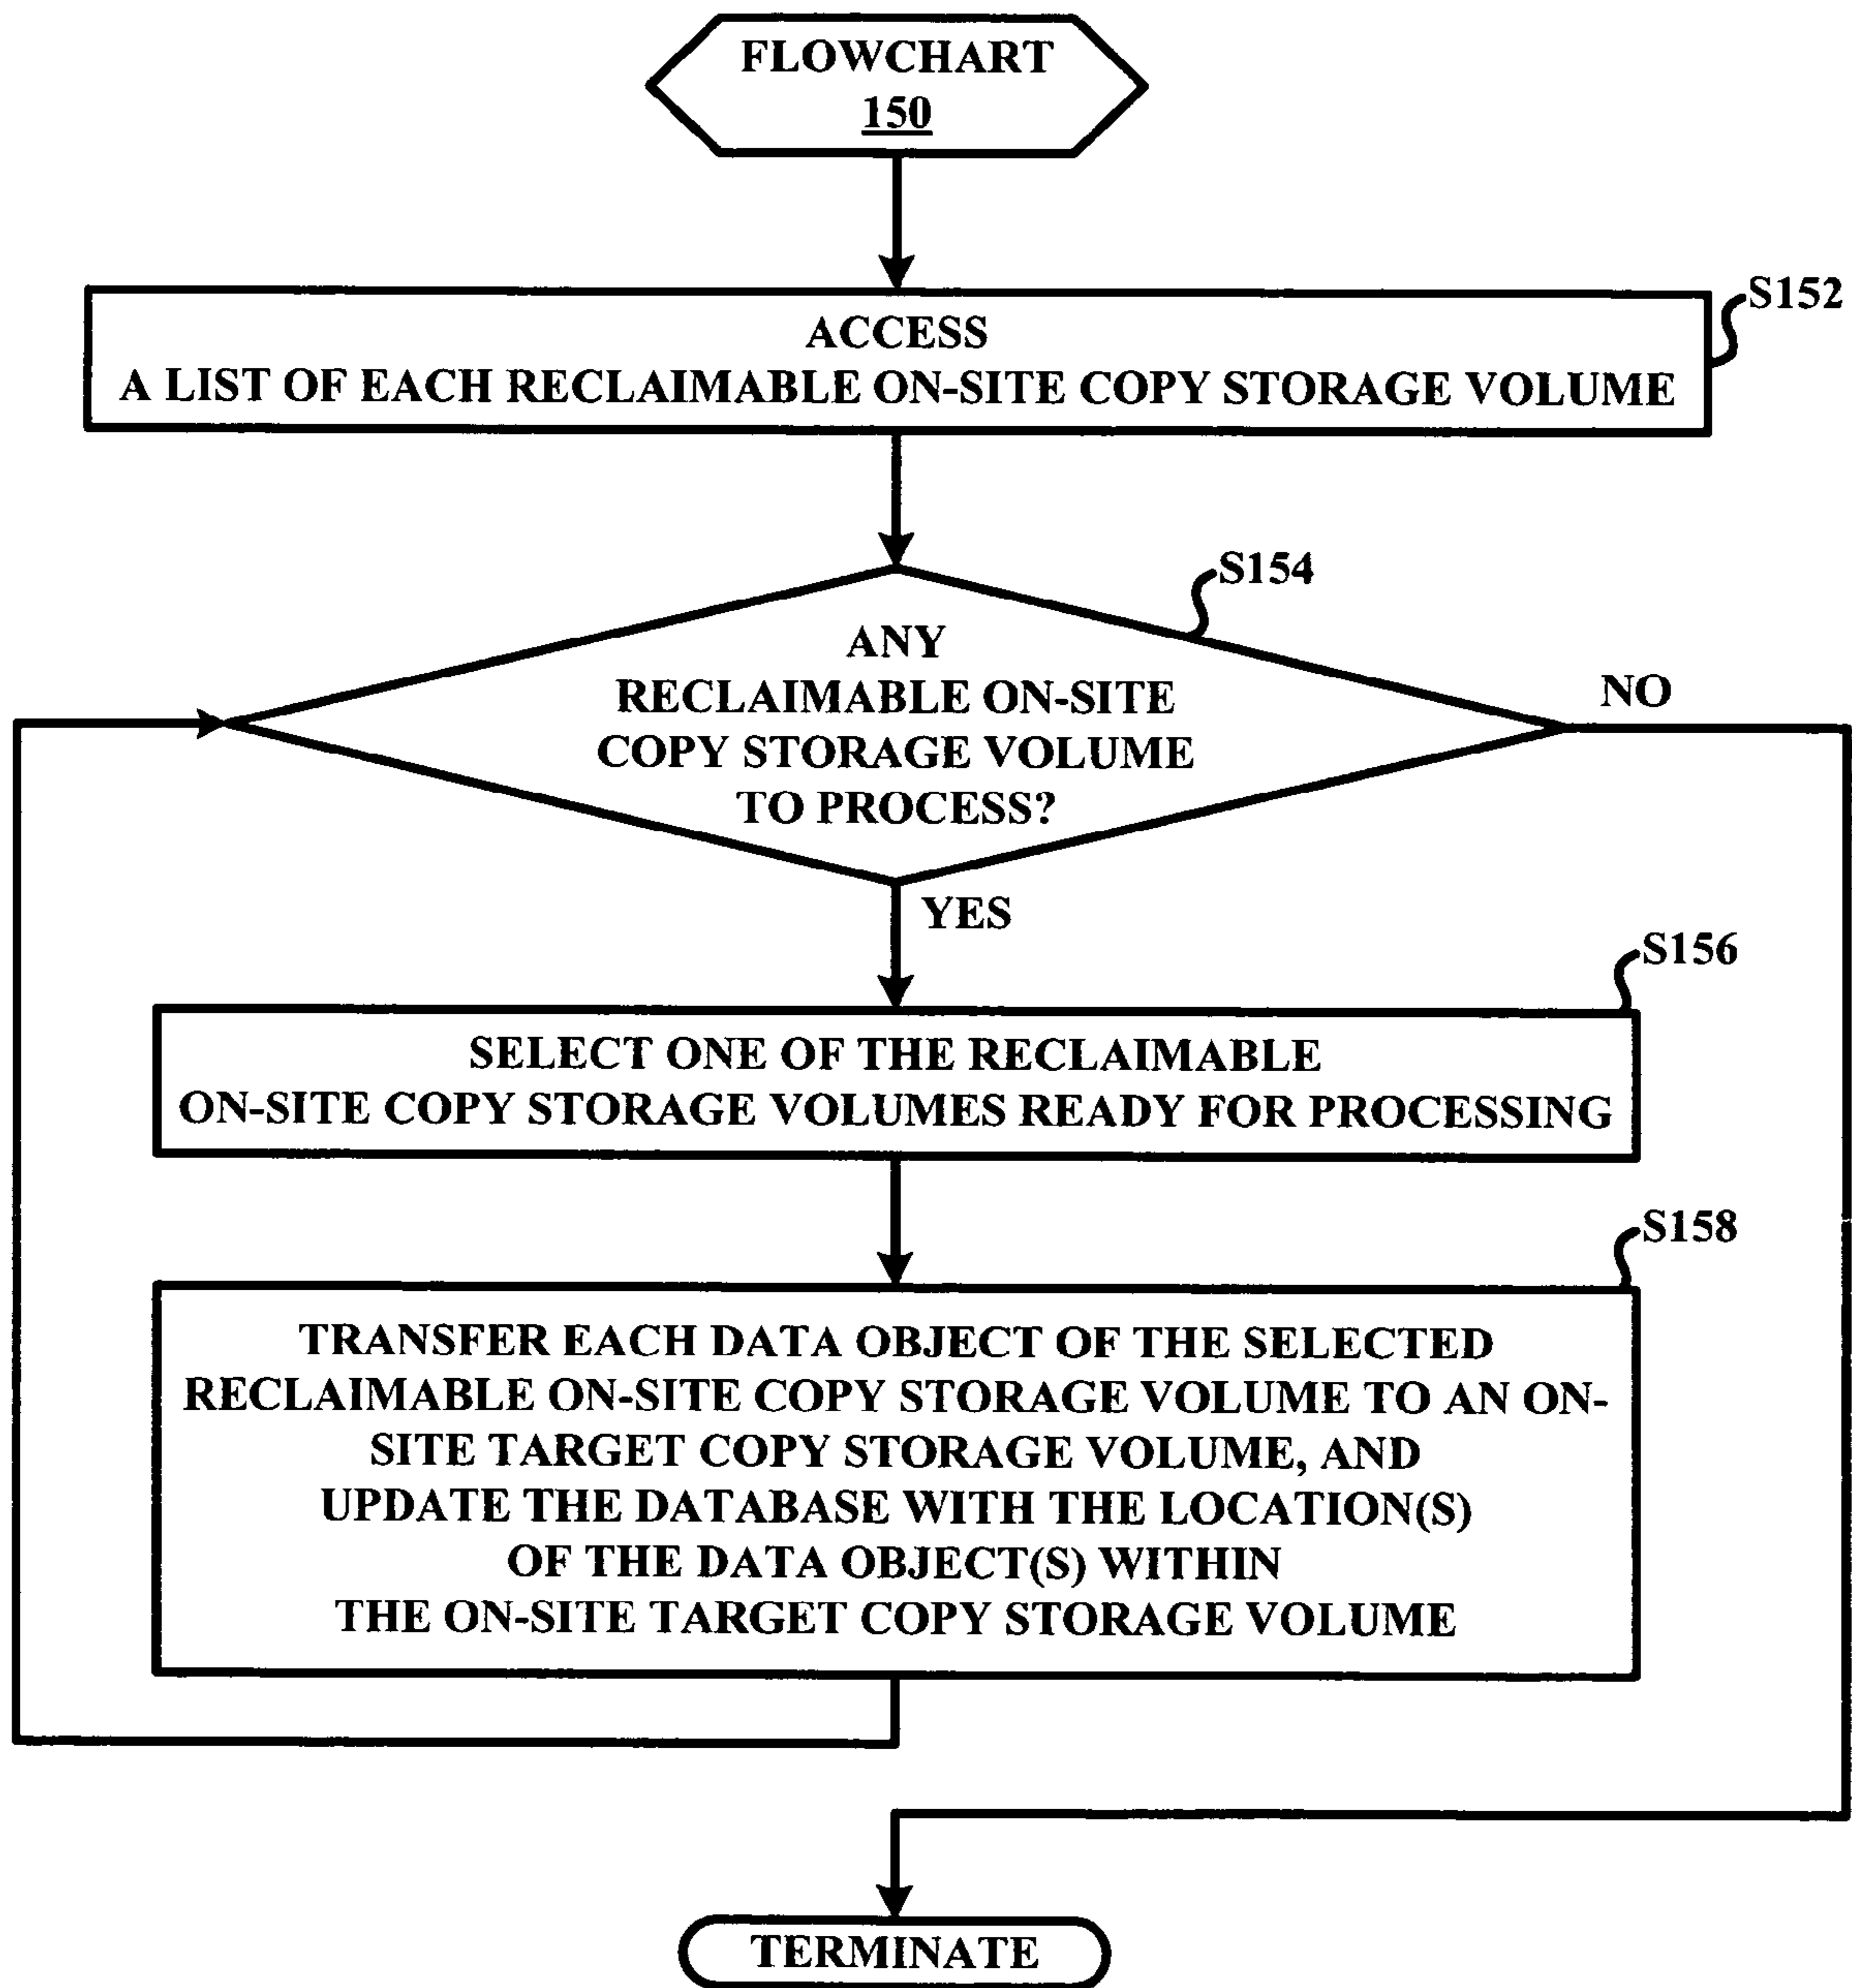 FLOWCHART
150
S152
ACCESS
A LIST OF EACH RECLAIMABLE ON-SITE COPY STORAGE VOLUME
S154
ANY
RECLAIMABLE ON-SITE
COPY STORAGE VOLUME
TO PROCESS?
NO
YES
S156
SELECT ONE OF THE RECLAIMABLE
ON-SITE COPY STORAGE VOLUMES READY FOR PROCESSING
S158
TRANSFER EACH DATA OBJECT OF THE SELECTED
RECLAIMABLE ON-SITE COPY STORAGE VOLUME TO AN ON-
SITE TARGET COPY STORAGE VOLUME, AND
UPDATE THE DATABASE WITH THE LOCATION(S)
OF THE DATA OBJECT(S) WITHIN
THE ON-SITE TARGET COPY STORAGE VOLUME
TERMINATE